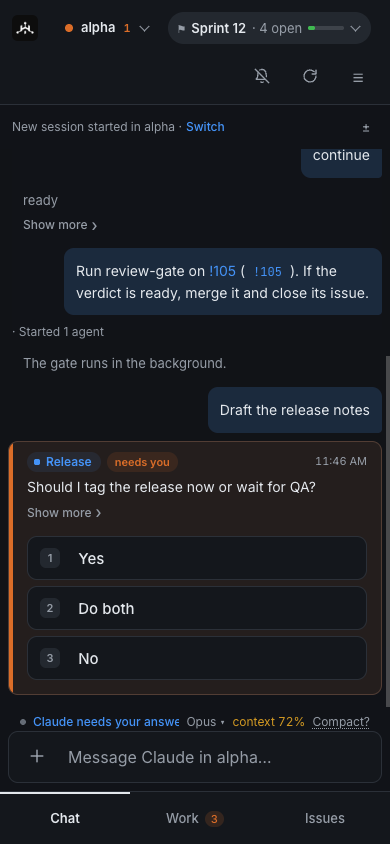 alpha 1
Sprint 12 · 4 open
New session started in alpha · Switch
continue
ready
Show more ›
Run review-gate on !105 ( !105 ). If the
verdict is ready, merge it and close its issue.
· Started 1 agent
The gate runs in the background.
Draft the release notes
Release needs you 11:46 AM
Should I tag the release now or wait for QA?
Show more ›
1 Yes
2 Do both
3 No
Claude needs your answe Opus context 72% Compact?
Message Claude in alpha...
Chat Work 3 Issues